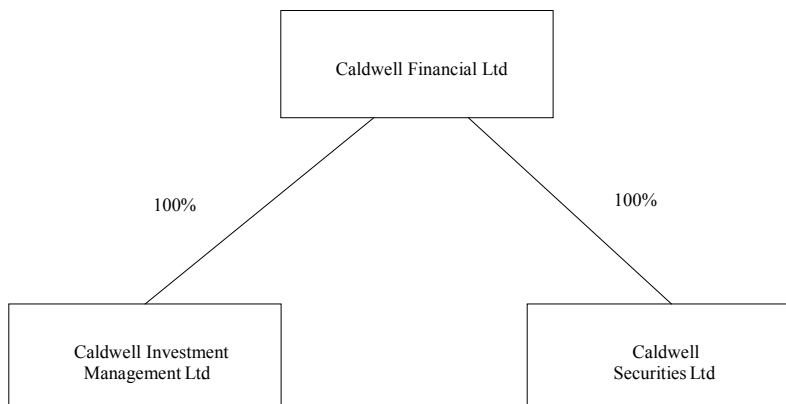 Caldwell Financial Ltd
100%
100%
Caldwell Investment
Management Ltd
Caldwell
Securities Ltd